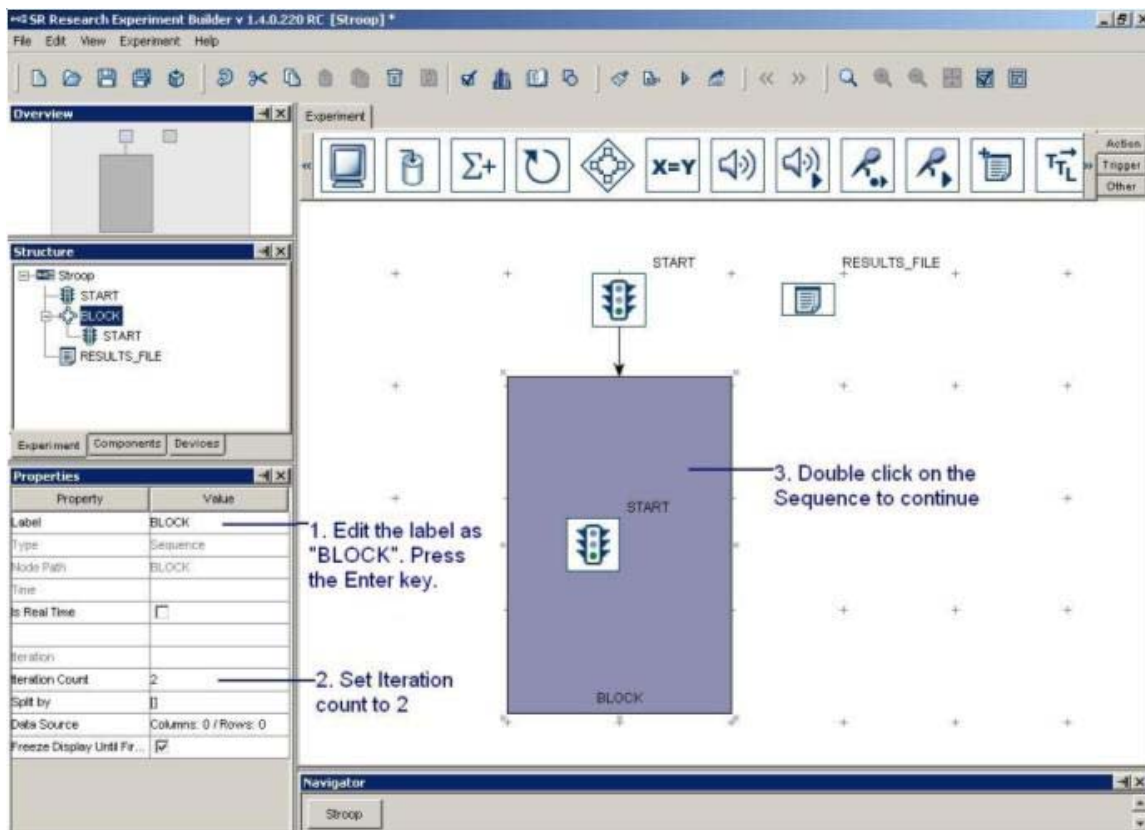 SR Research Experiment Builder v 1.4.0.220 RC [Stroop] *
File Edit View Experiment Help
Overview
Experiment
X=Y
TTL
Action
Trigger
Other
Structure
Stroop
START
BLOCK
START
RESULTS_FILE
Experiment Components Devices
Properties
Property Value
Label BLOCK
Type Sequence
Node Path BLOCK
Time
Is Real Time
Iteration
Iteration Count 2
Split by []
Data Source Columns: 0 / Rows: 0
Freeze Display Until Fir...
START
RESULTS_FILE
START
BLOCK
1. Edit the label as
"BLOCK". Press
the Enter key.
2. Set Iteration
count to 2
3. Double click on the
Sequence to continue
Navigator
Stroop